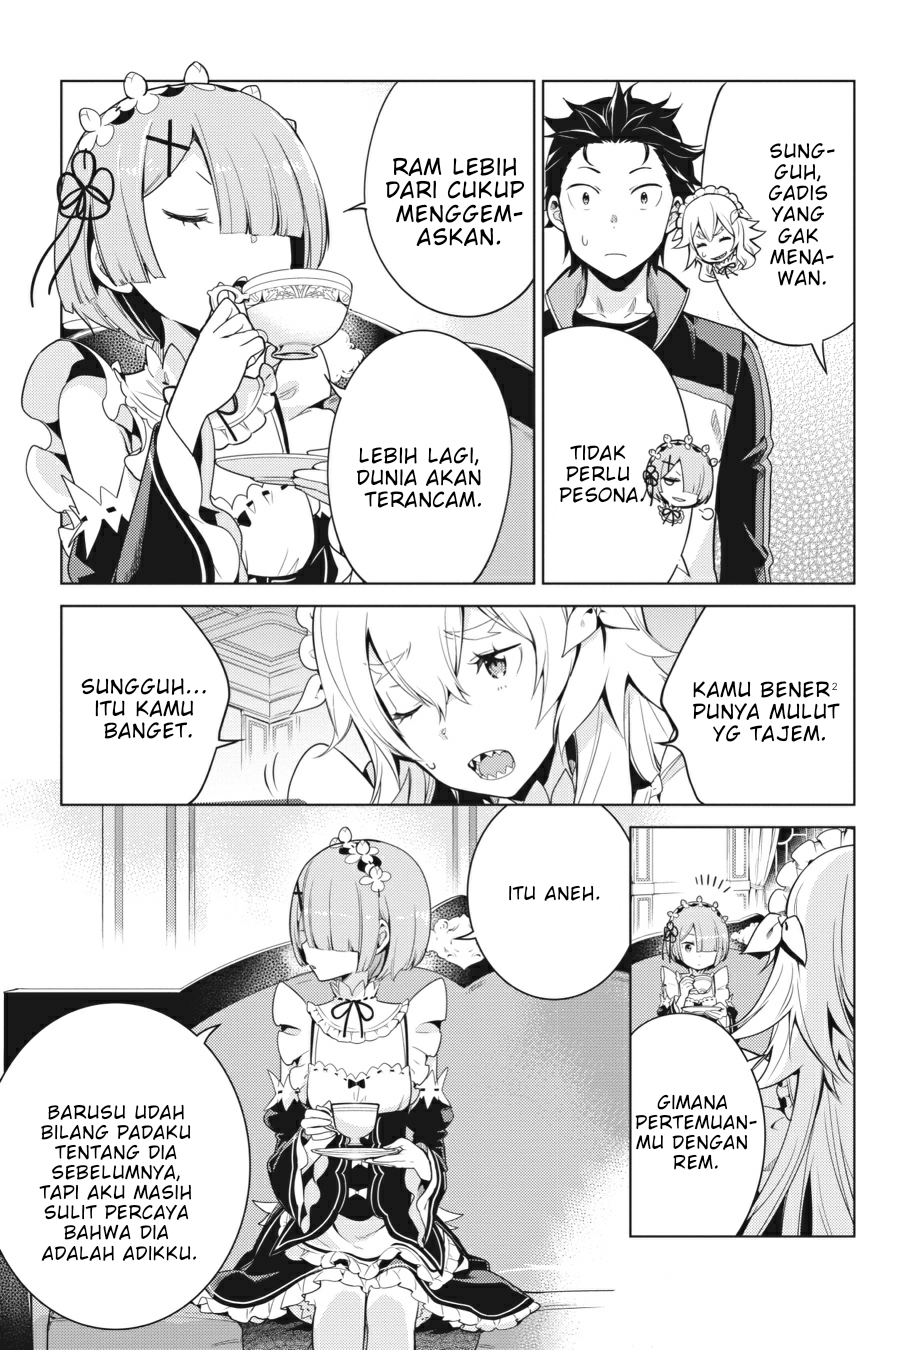 SUNG-
GUH,
GADIS
YANG
GAK
MENA-
WAN.
TIDAK
PERLU
PESONA.
RAM LEBIH
DARI CUKUP
MENGGEM-
ASKAN.
LEBIH LAGI,
DUNIA AKAN
TERANCAM.
KAMU BENER²
PUNYA MULUT
YG TAJEM.
SUNGGUH...
ITU KAMU
BANGET.
GIMANA
PERTEMUAN-
MU DENGAN
REM.
ITU ANEH.
BARUSU UDAH
BILANG PADAKU
TENTANG DIA
SEBELUMNYA,
TAPI AKU MASIH
SULIT PERCAYA
BAHWA DIA
ADALAH ADIKKU.